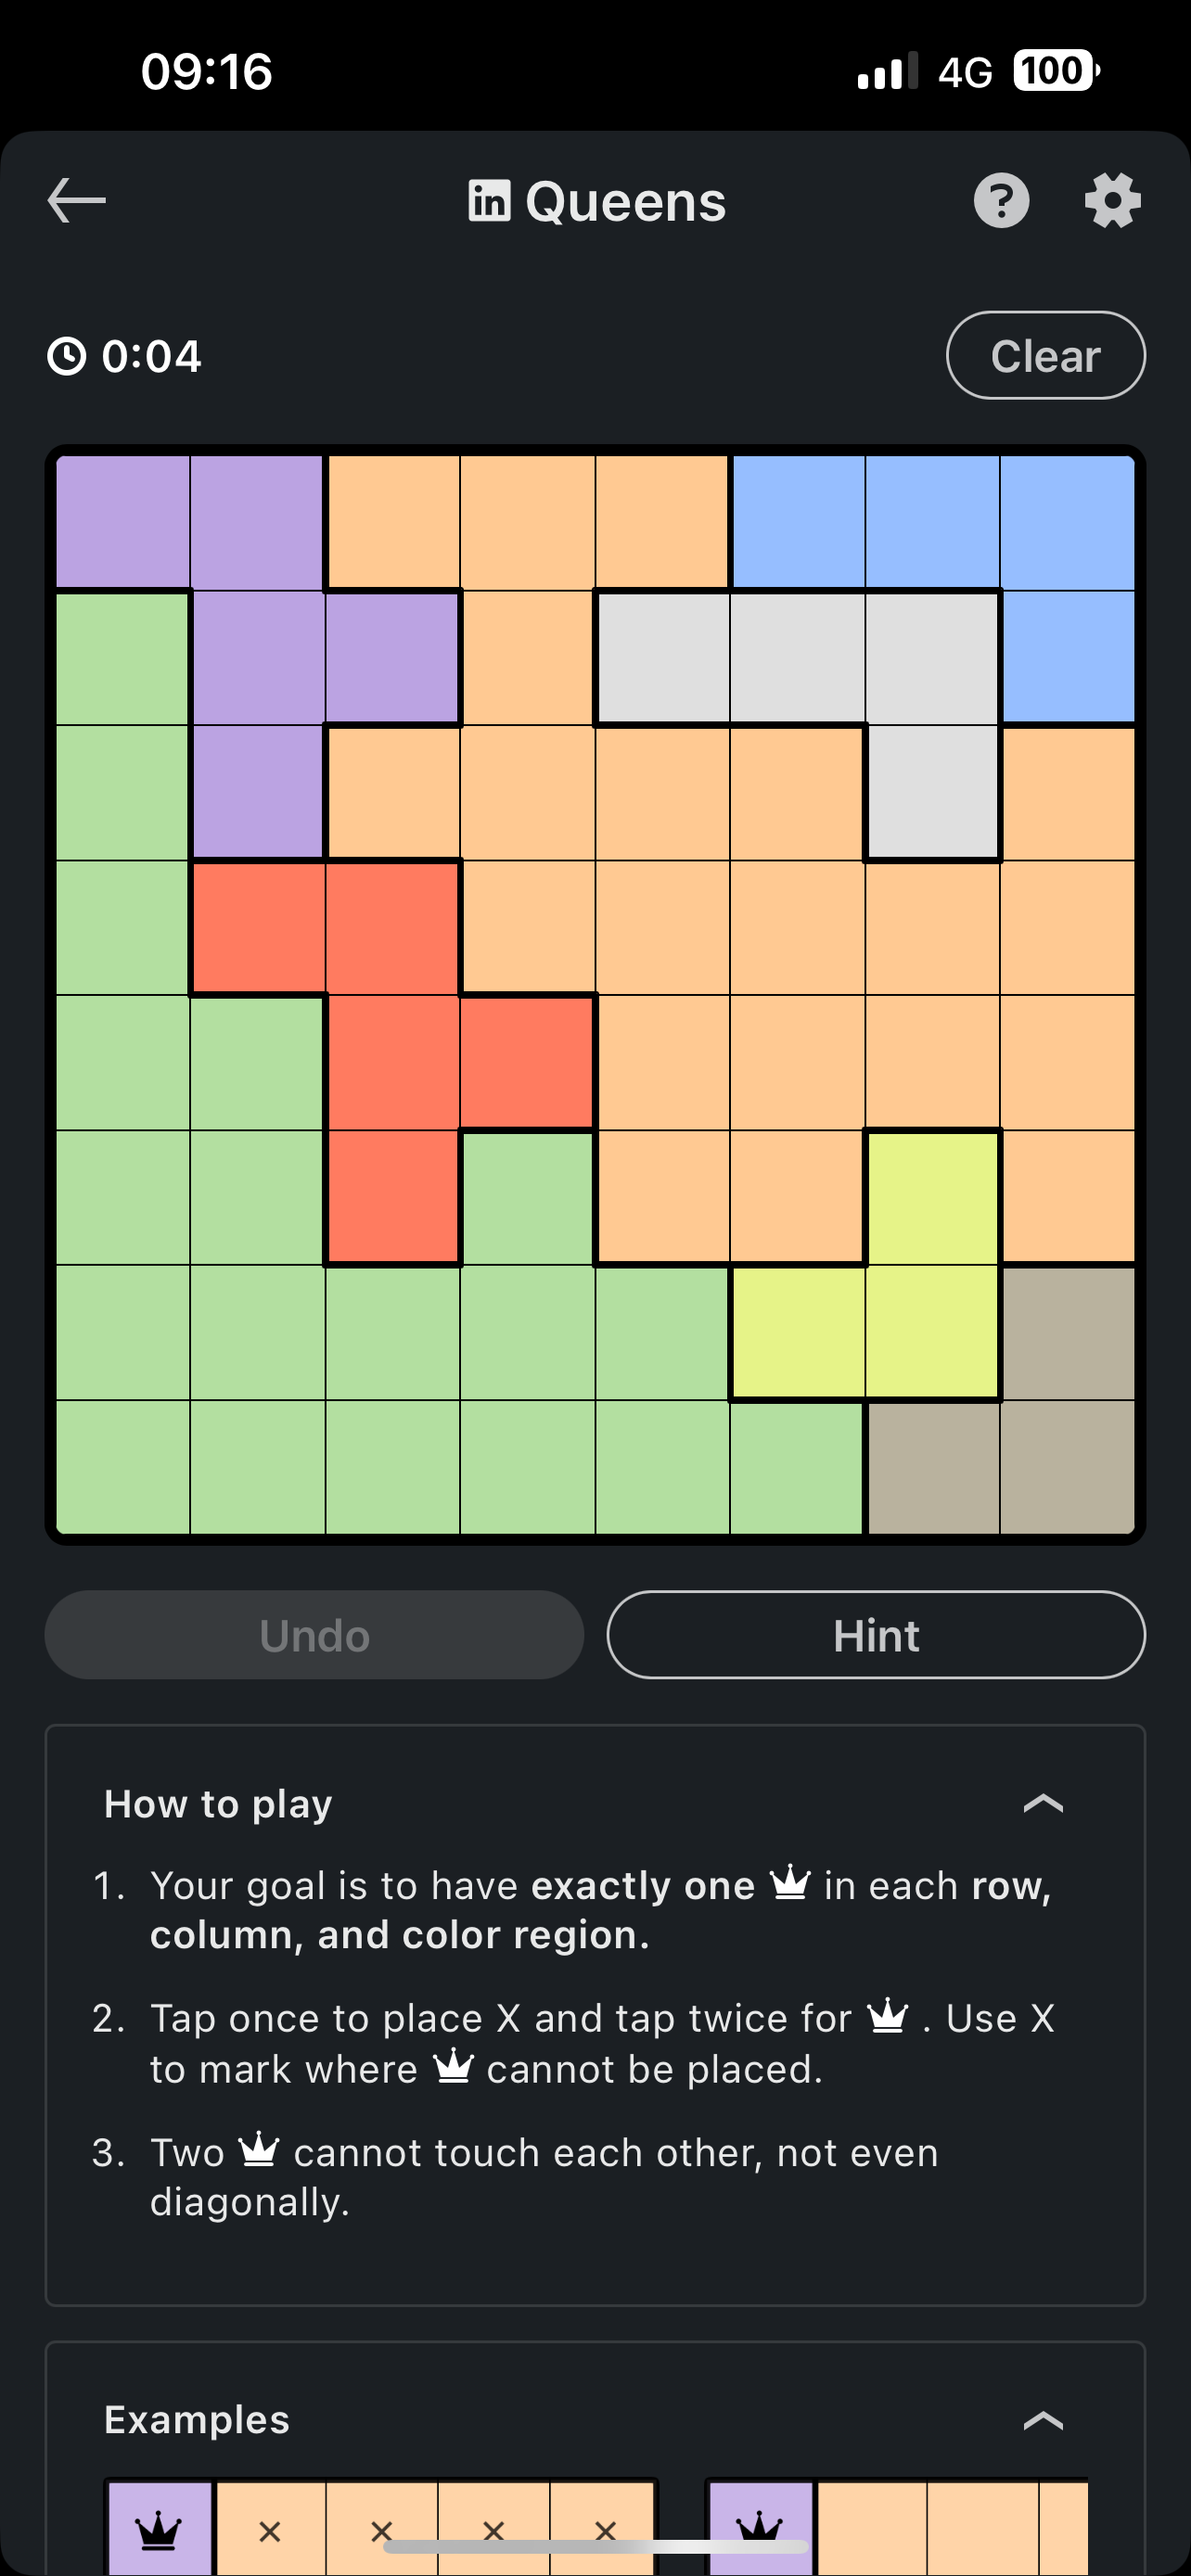 09:16
4G 100
in Queens ?
0:04
Clear
Undo
Hint
How to play
1. Your goal is to have exactly one in each row,
column, and color region.
2. Tap once to place X and tap twice for . Use X
to mark where cannot be placed.
3. Two cannot touch each other, not even
diagonally.
Examples